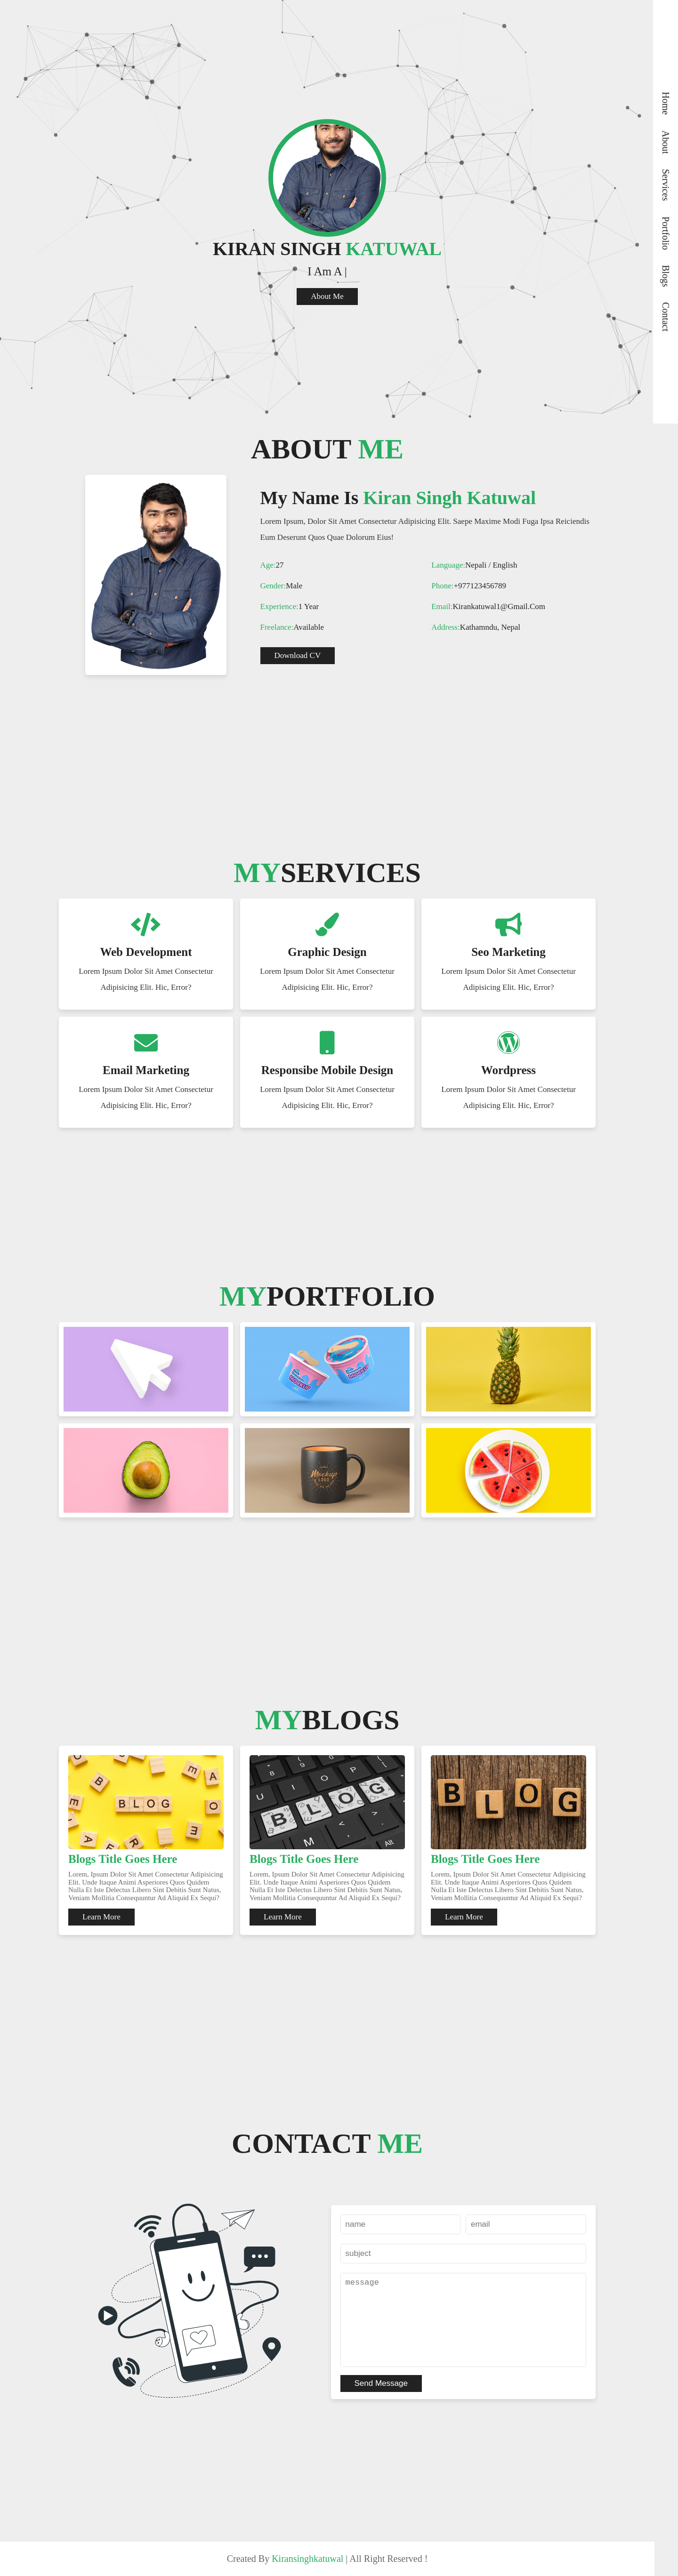 Home
About
Services
Portfolio
Blogs
Contact
KIRAN SINGH KATUWAL
I Am A |
About Me
ABOUT ME
My Name Is Kiran Singh Katuwal
Lorem Ipsum, Dolor Sit Amet Consectetur Adipisicing Elit. Saepe Maxime Modi Fuga Ipsa Reiciendis
Eum Deserunt Quos Quae Dolorum Eius!
Age:27
Language:Nepali / English
Gender:Male
Phone:+977123456789
Experience:1 Year
Email:Kirankatuwal1@Gmail.Com
Freelance:Available
Address:Kathamndu, Nepal
Download CV
MYSERVICES
Web Development
Lorem Ipsum Dolor Sit Amet Consectetur
Adipisicing Elit. Hic, Error?
Graphic Design
Lorem Ipsum Dolor Sit Amet Consectetur
Adipisicing Elit. Hic, Error?
Seo Marketing
Lorem Ipsum Dolor Sit Amet Consectetur
Adipisicing Elit. Hic, Error?
Email Marketing
Lorem Ipsum Dolor Sit Amet Consectetur
Adipisicing Elit. Hic, Error?
Responsibe Mobile Design
Lorem Ipsum Dolor Sit Amet Consectetur
Adipisicing Elit. Hic, Error?
Wordpress
Lorem Ipsum Dolor Sit Amet Consectetur
Adipisicing Elit. Hic, Error?
MYPORTFOLIO
Mockup
LOGO
MYBLOGS
BLOG
Blogs Title Goes Here
Lorem, Ipsum Dolor Sit Amet Consectetur Adipisicing
Elit. Unde Itaque Animi Asperiores Quos Quidem
Nulla Et Iste Delectus Libero Sint Debitis Sunt Natus,
Veniam Mollitia Consequuntur Ad Aliquid Ex Sequi?
Learn More
BLOG
Alt
Blogs Title Goes Here
Lorem, Ipsum Dolor Sit Amet Consectetur Adipisicing
Elit. Unde Itaque Animi Asperiores Quos Quidem
Nulla Et Iste Delectus Libero Sint Debitis Sunt Natus,
Veniam Mollitia Consequuntur Ad Aliquid Ex Sequi?
Learn More
BLOG
Blogs Title Goes Here
Lorem, Ipsum Dolor Sit Amet Consectetur Adipisicing
Elit. Unde Itaque Animi Asperiores Quos Quidem
Nulla Et Iste Delectus Libero Sint Debitis Sunt Natus,
Veniam Mollitia Consequuntur Ad Aliquid Ex Sequi?
Learn More
CONTACT ME
name
email
subject
message
Send Message
Created By Kiransinghkatuwal | All Right Reserved !